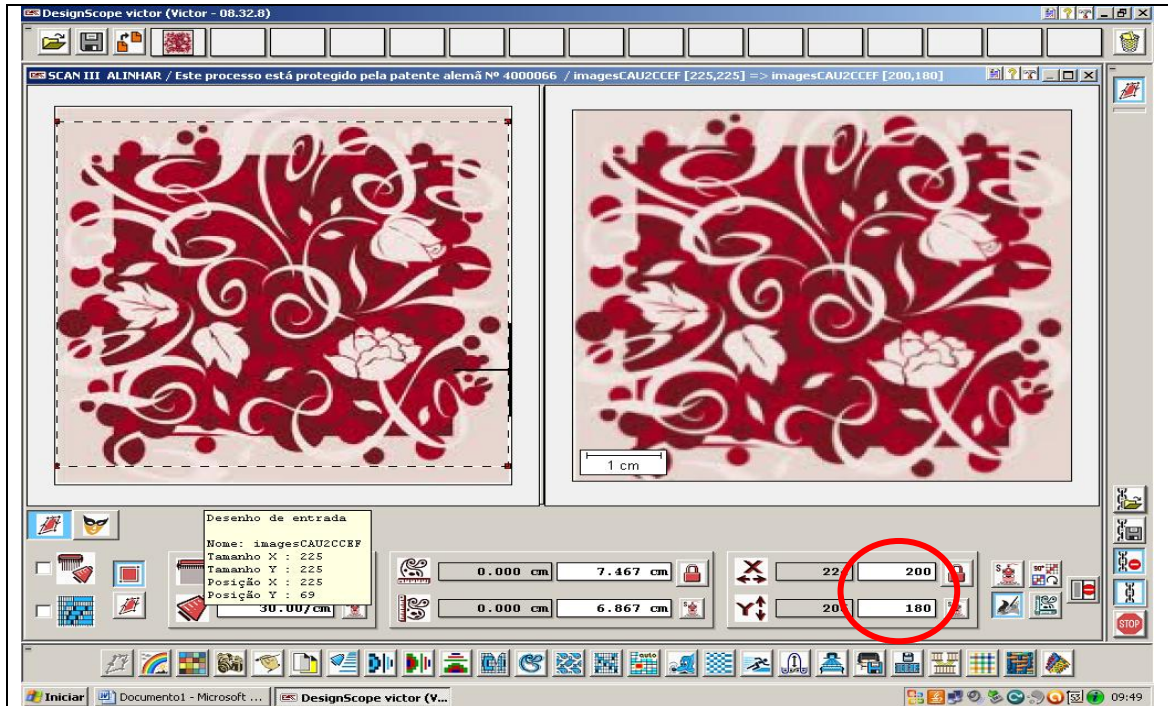 DesignScope victor (Victor - 08.32.8)
SCAN III ALINHAR / Este processo está protegido pela patente alemã Nº 4000066 / imagesCAU2CCEF [225,225] => imagesCAU2CCEF [200,180]
1 cm
Desenho de entrada
Nome: imagesCAU2CCEF
Tamanho X : 225
Tamanho Y : 225
Posição X : 225
Posição Y : 69
0.000 cm 7.467 cm 200
30.00/cm 0.000 cm 6.867 cm 180
STOP
auto
Iniciar Documento1 - Microsoft ... DesignScope victor (V... 09:49